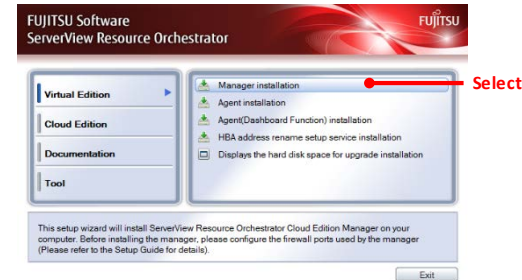 FUJITSU Software
ServerView Resource Orchestrator
FUJITSU
Virtual Edition
Cloud Edition
Documentation
Tool
Manager installation
Agent installation
Agent(Dashboard Function) installation
HBA address rename setup service installation
Displays the hard disk space for upgrade installation
Select
This setup wizard will install ServerView Resource Orchestrator Cloud Edition Manager on your
computer. Before installing the manager, please configure the firewall ports used by the manager
(Please refer to the Setup Guide for details).
Exit